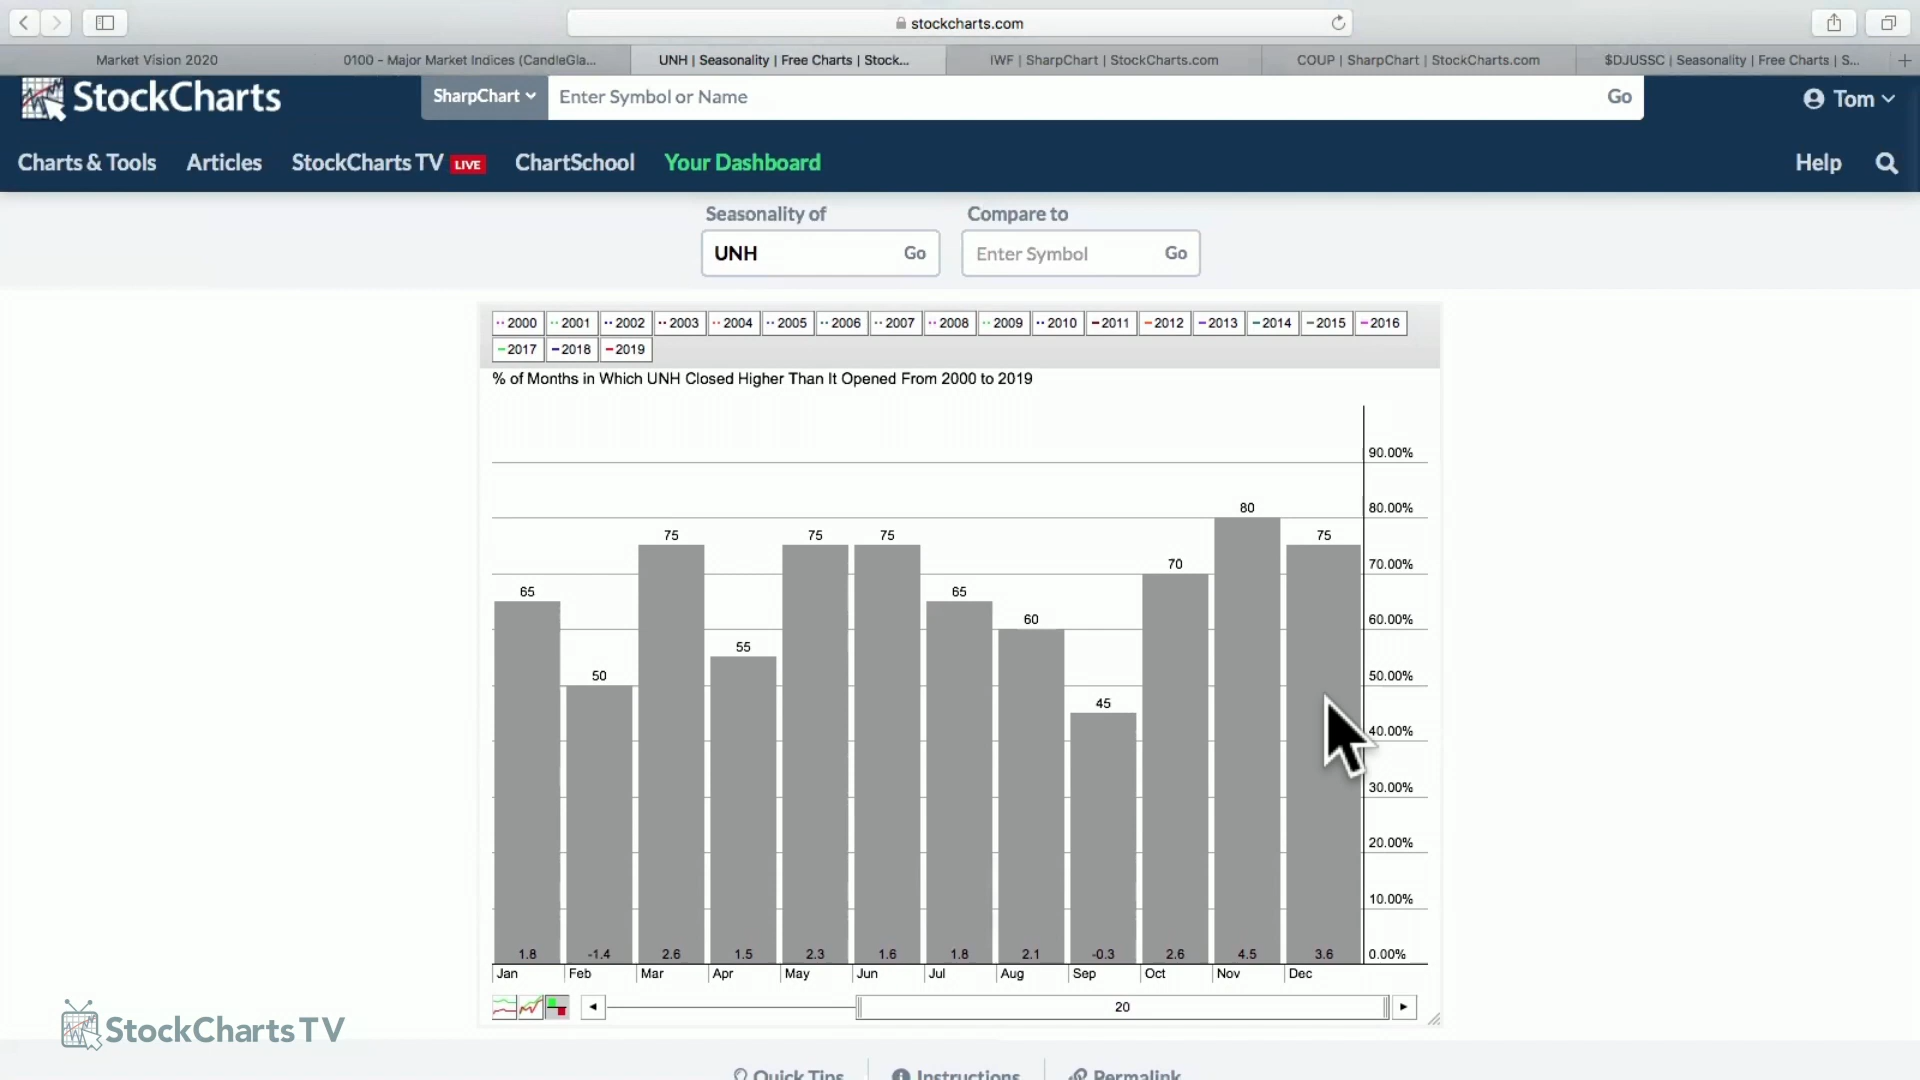 stockcharts.com
Market Vision 2020
0100 - Major Market Indices (CandleGla...
UNH | Seasonality | Free Charts | Stock...
IWF | SharpChart | StockCharts.com
COUP | SharpChart | StockCharts.com
$DJUSSC | Seasonality | Free Charts | S...
StockCharts
SharpChart
Enter Symbol or Name
Go
Tom
Charts & Tools
Articles
StockCharts TV LIVE
ChartSchool
Your Dashboard
Help
Seasonality of
Compare to
UNH Go
Enter Symbol Go
2000 2001 2002 2003 2004 2005 2006 2007 2008 2009 2010 2011 2012 2013 2014 2015 2016
2017 2018 2019
% of Months in Which UNH Closed Higher Than It Opened From 2000 to 2019
90.00%
80.00%
70.00%
60.00%
50.00%
40.00%
30.00%
20.00%
10.00%
0.00%
65 50 75 55 75 75 65 60 45 70 80 75
1.8 -1.4 2.6 1.5 2.3 1.6 1.8 2.1 -0.3 2.6 4.5 3.6
Jan Feb Mar Apr May Jun Jul Aug Sep Oct Nov Dec
20
StockChartsTV
Quick Tips
Instructions
Permalink